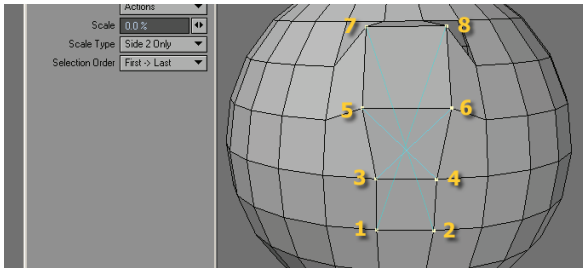 Actions
Scale 0.0 %
Scale Type Side 2 Only
Selection Order First -> Last
7 8
5 6
3 4
1 2